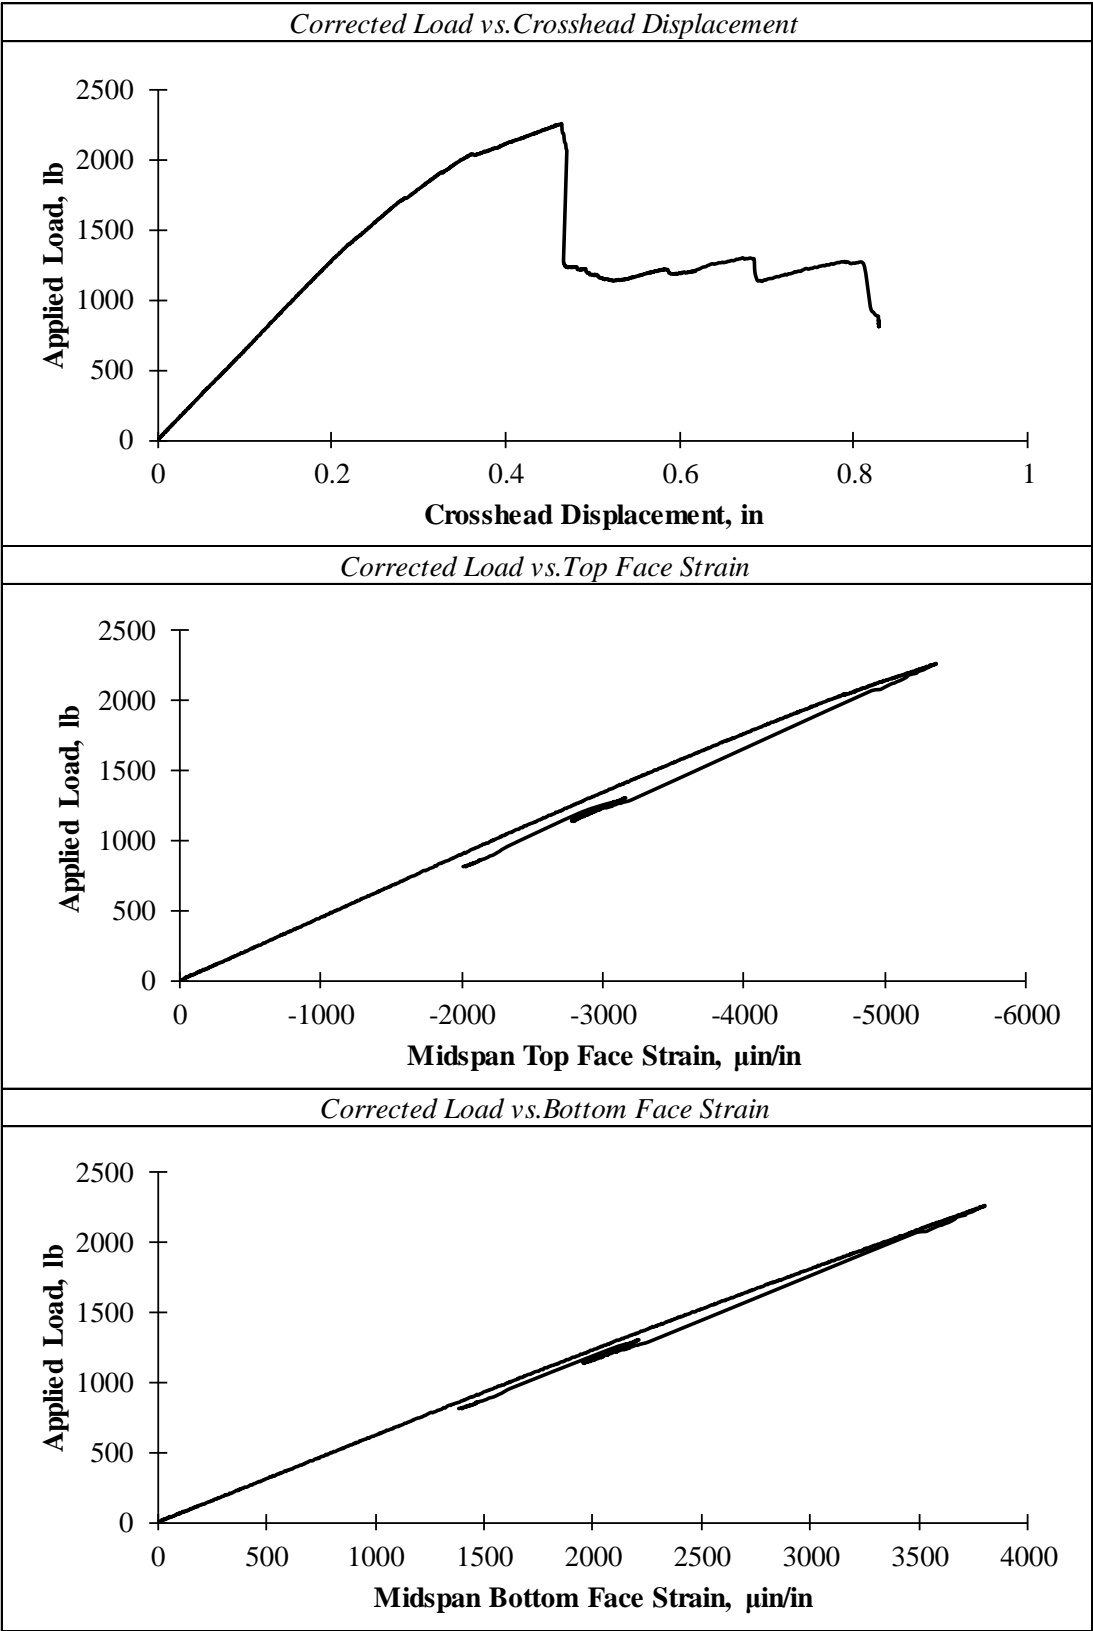 Corrected Load vs.Crosshead Displacement
2500
2000
1500
1000
500
0
Applied Load, lb
0 0.2 0.4 0.6 0.8 1
Crosshead Displacement, in
Corrected Load vs.Top Face Strain
2500
2000
1500
1000
500
0
Applied Load, lb
0 -1000 -2000 -3000 -4000 -5000 -6000
Midspan Top Face Strain, μin/in
Corrected Load vs.Bottom Face Strain
2500
2000
1500
1000
500
0
Applied Load, lb
0 500 1000 1500 2000 2500 3000 3500 4000
Midspan Bottom Face Strain, μin/in